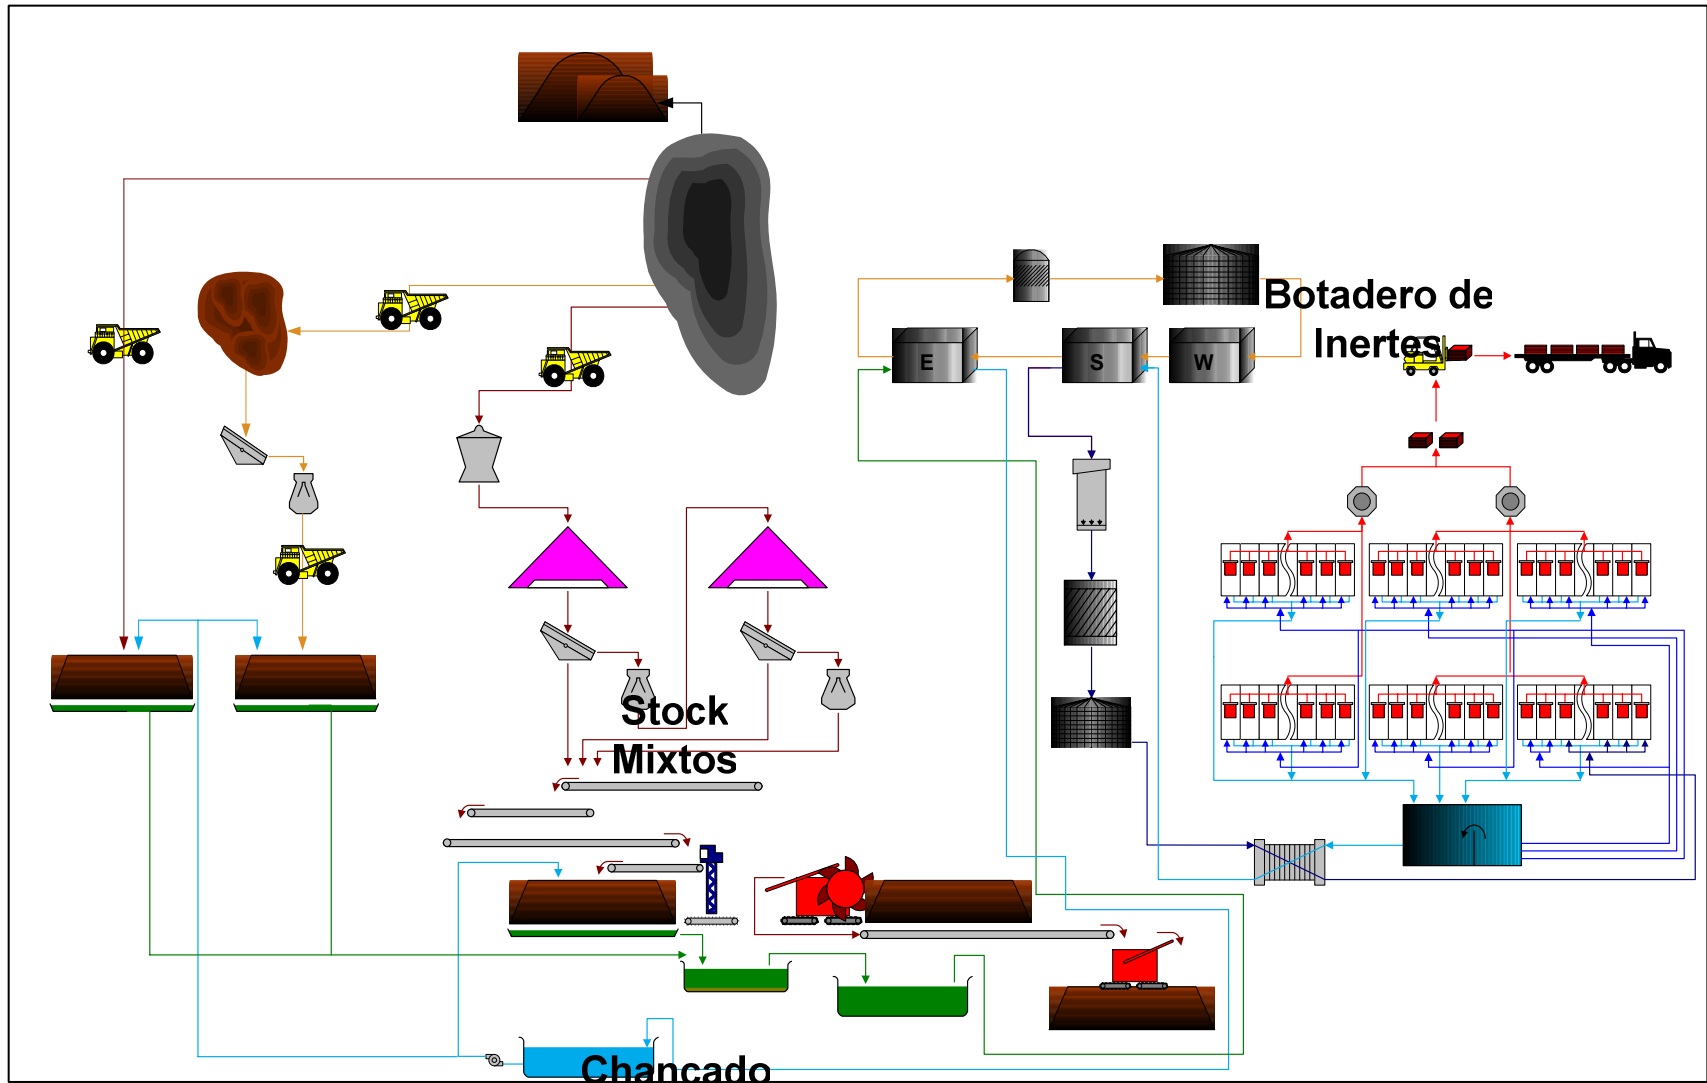 Botadero de
Inertes
E
S
W
Stock
Mixtos
Chancado